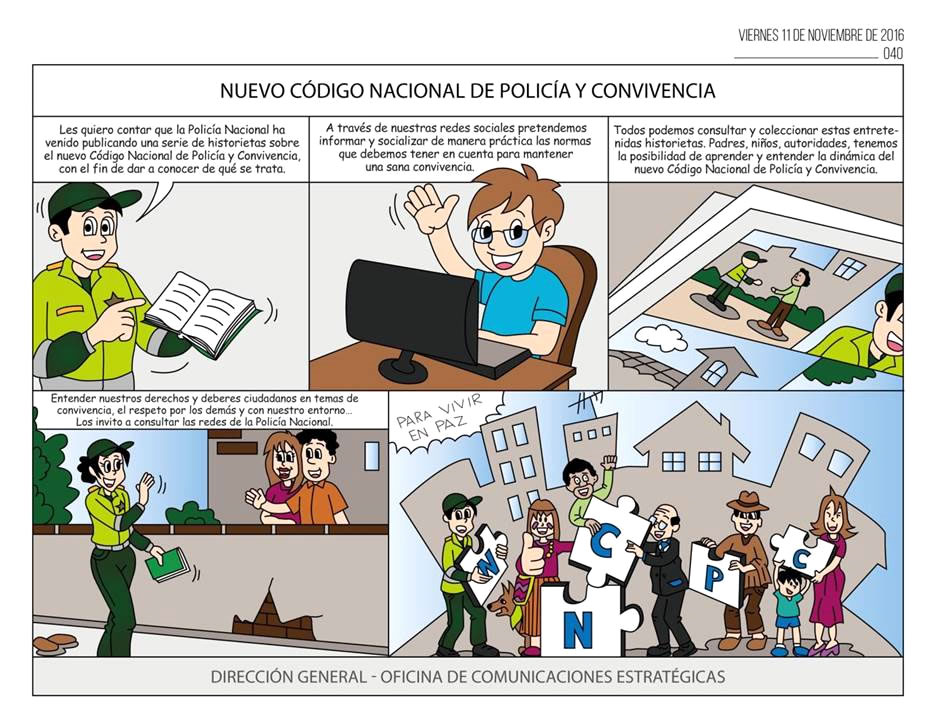 VIERNES 11 DE NOVIEMBRE DE 2016
040
NUEVO CÓDIGO NACIONAL DE POLICÍA Y CONVIVENCIA
Les quiero contar que la Policía Nacional ha
venido publicando una serie de historietas sobre
el nuevo Código Nacional de Policía y Convivencia,
con el fin de dar a conocer de qué se trata.
A través de nuestras redes sociales pretendemos
informar y socializar de manera práctica las normas
que debemos tener en cuenta para mantener
una sana convivencia.
Todos podemos consultar y coleccionar estas entrete-
nidas historietas. Padres, niños, autoridades, tenemos
la posibilidad de aprender y entender la dinámica del
nuevo Código Nacional de Policía y Convivencia.
Entender nuestros derechos y deberes ciudadanos en temas de
convivencia, el respeto por los demás y con nuestro entorno...
Los invito a consultar las redes de la Policía Nacional.
PARA VIVIR
EN PAZ
N
C
N
P
C
DIRECCIÓN GENERAL - OFICINA DE COMUNICACIONES ESTRATÉGICAS